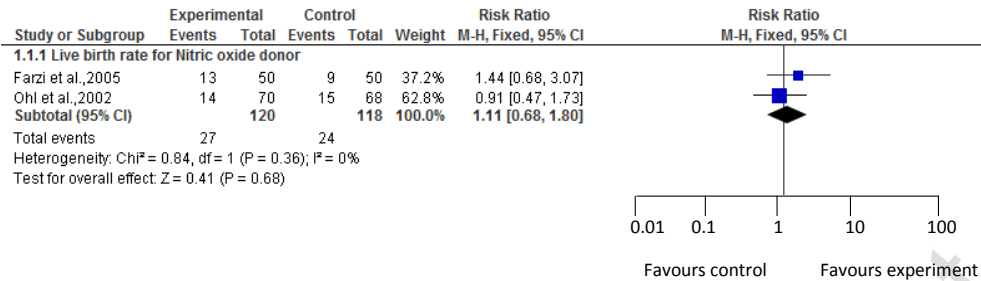 Experimental Control Risk Ratio Risk Ratio
Study or Subgroup Events Total Events Total Weight M-H, Fixed, 95% CI M-H, Fixed, 95% CI
1.1.1 Live birth rate for Nitric oxide donor
Farzi et al.,2005 13 50 9 50 37.2% 1.44 [0.68, 3.07]
Ohl et al.,2002 14 70 15 68 62.8% 0.91 [0.47, 1.73]
Subtotal (95% CI) 120 118 100.0% 1.11 [0.68, 1.80]
Total events 27 24
Heterogeneity: Chi² = 0.84, df = 1 (P = 0.36); I² = 0%
Test for overall effect: Z = 0.41 (P = 0.68)
0.01 0.1 1 10 100
Favours control Favours experiment